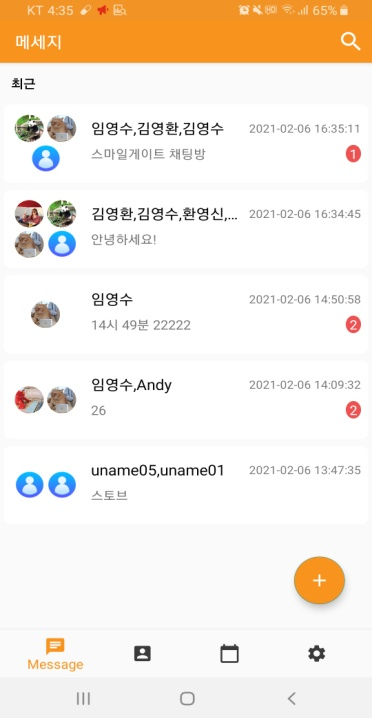 KT 4:35 65%
메세지
최근
임영수,김영환,김영수 2021-02-06 16:35:11
스마일게이트 채팅방 1
김영환,김영수,환영신,... 2021-02-06 16:34:45
안녕하세요!
임영수 2021-02-06 14:50:58
14시 49분 22222 2
임영수,Andy 2021-02-06 14:09:32
26 2
uname05,uname01 2021-02-06 13:47:35
스토브
Message